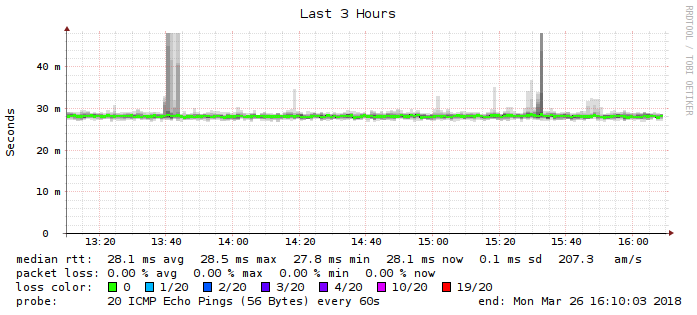 Last 3 Hours
RRDTOOL / TOBI OETIKER
Seconds
40 m
30 m
20 m
10 m
0
13:20 13:40 14:00 14:20 14:40 15:00 15:20 15:40 16:00
median rtt: 28.1 ms avg 28.5 ms max 27.8 ms min 28.1 ms now 0.1 ms sd 207.3 am/s
packet loss: 0.00 % avg 0.00 % max 0.00 % min 0.00 % now
loss color: 0 1/20 2/20 3/20 4/20 10/20 19/20
probe: 20 ICMP Echo Pings (56 Bytes) every 60s end: Mon Mar 26 16:10:03 2018